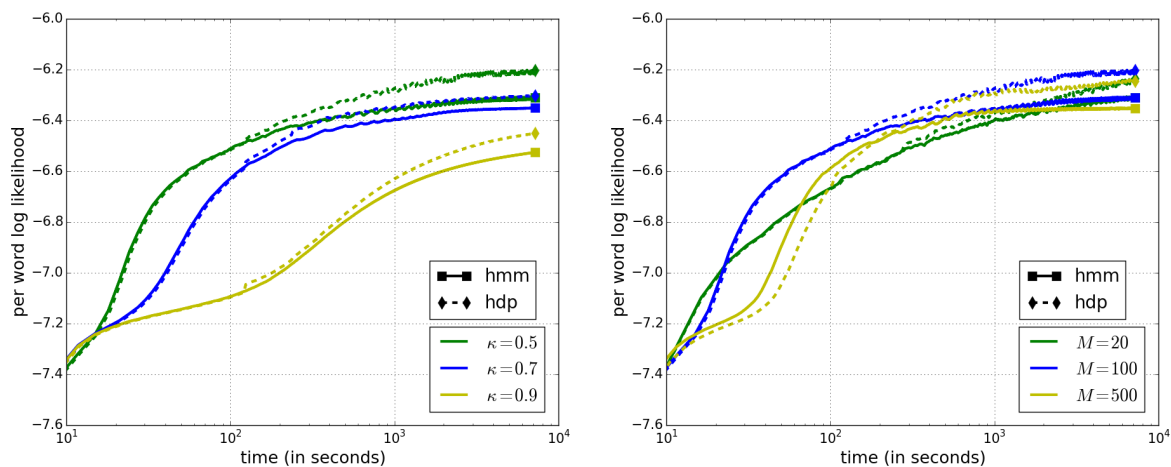 −6.0
−6.2
−6.4
−6.6
−6.8
−7.0
−7.2
−7.4
−7.6
per word log likelihood
10^1
10^2
10^3
10^4
time (in seconds)
hmm
hdp
κ=0.5
κ=0.7
κ=0.9
−6.0
−6.2
−6.4
−6.6
−6.8
−7.0
−7.2
−7.4
−7.6
per word log likelihood
10^1
10^2
10^3
10^4
time (in seconds)
hmm
hdp
M=20
M=100
M=500